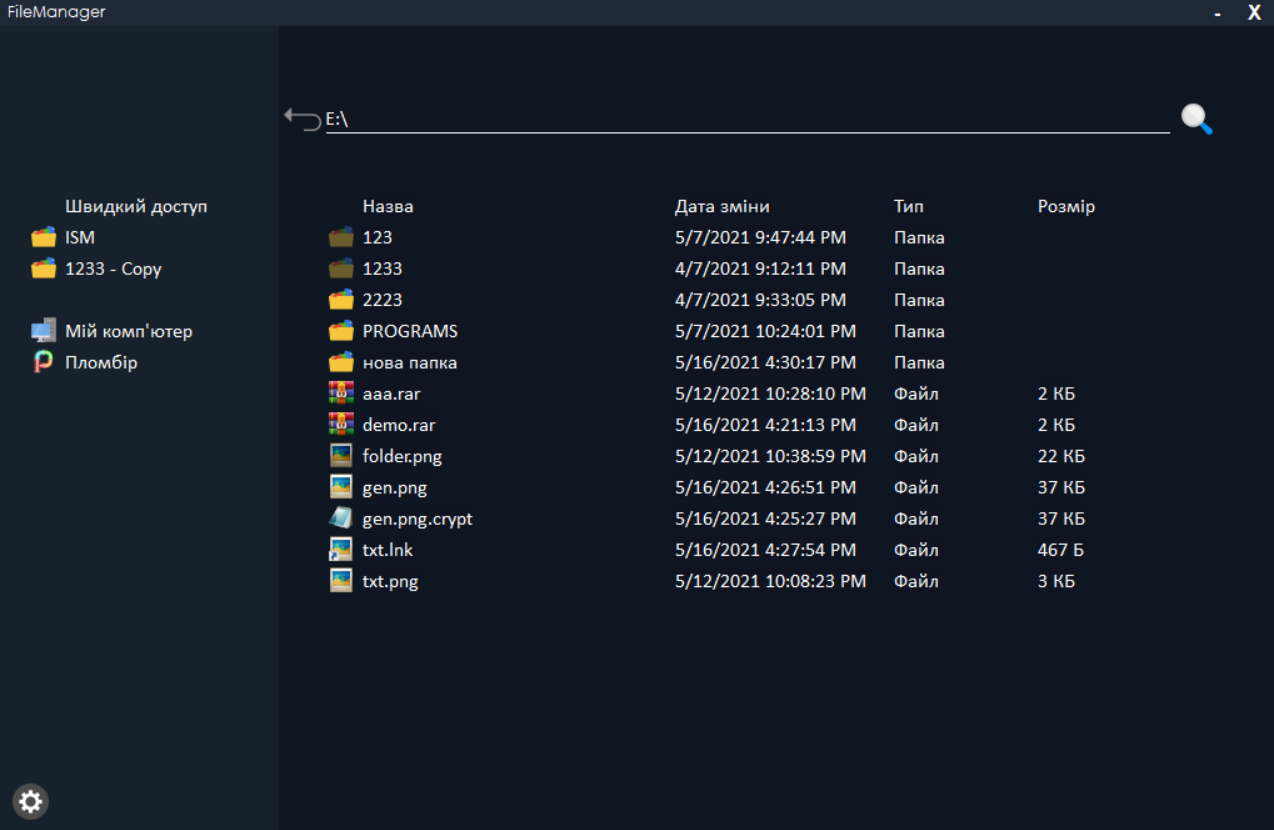 FileManager - X
E:\
Швидкий доступ
ISM
1233 - Copy
Мій комп'ютер
Пломбір
Назва Дата зміни Тип Розмір
123 5/7/2021 9:47:44 PM Папка
1233 4/7/2021 9:12:11 PM Папка
2223 4/7/2021 9:33:05 PM Папка
PROGRAMS 5/7/2021 10:24:01 PM Папка
нова папка 5/16/2021 4:30:17 PM Папка
aaa.rar 5/12/2021 10:28:10 PM Файл 2 КБ
demo.rar 5/16/2021 4:21:13 PM Файл 2 КБ
folder.png 5/12/2021 10:38:59 PM Файл 22 КБ
gen.png 5/16/2021 4:26:51 PM Файл 37 КБ
gen.png.crypt 5/16/2021 4:25:27 PM Файл 37 КБ
txt.lnk 5/16/2021 4:27:54 PM Файл 467 Б
txt.png 5/12/2021 10:08:23 PM Файл 3 КБ